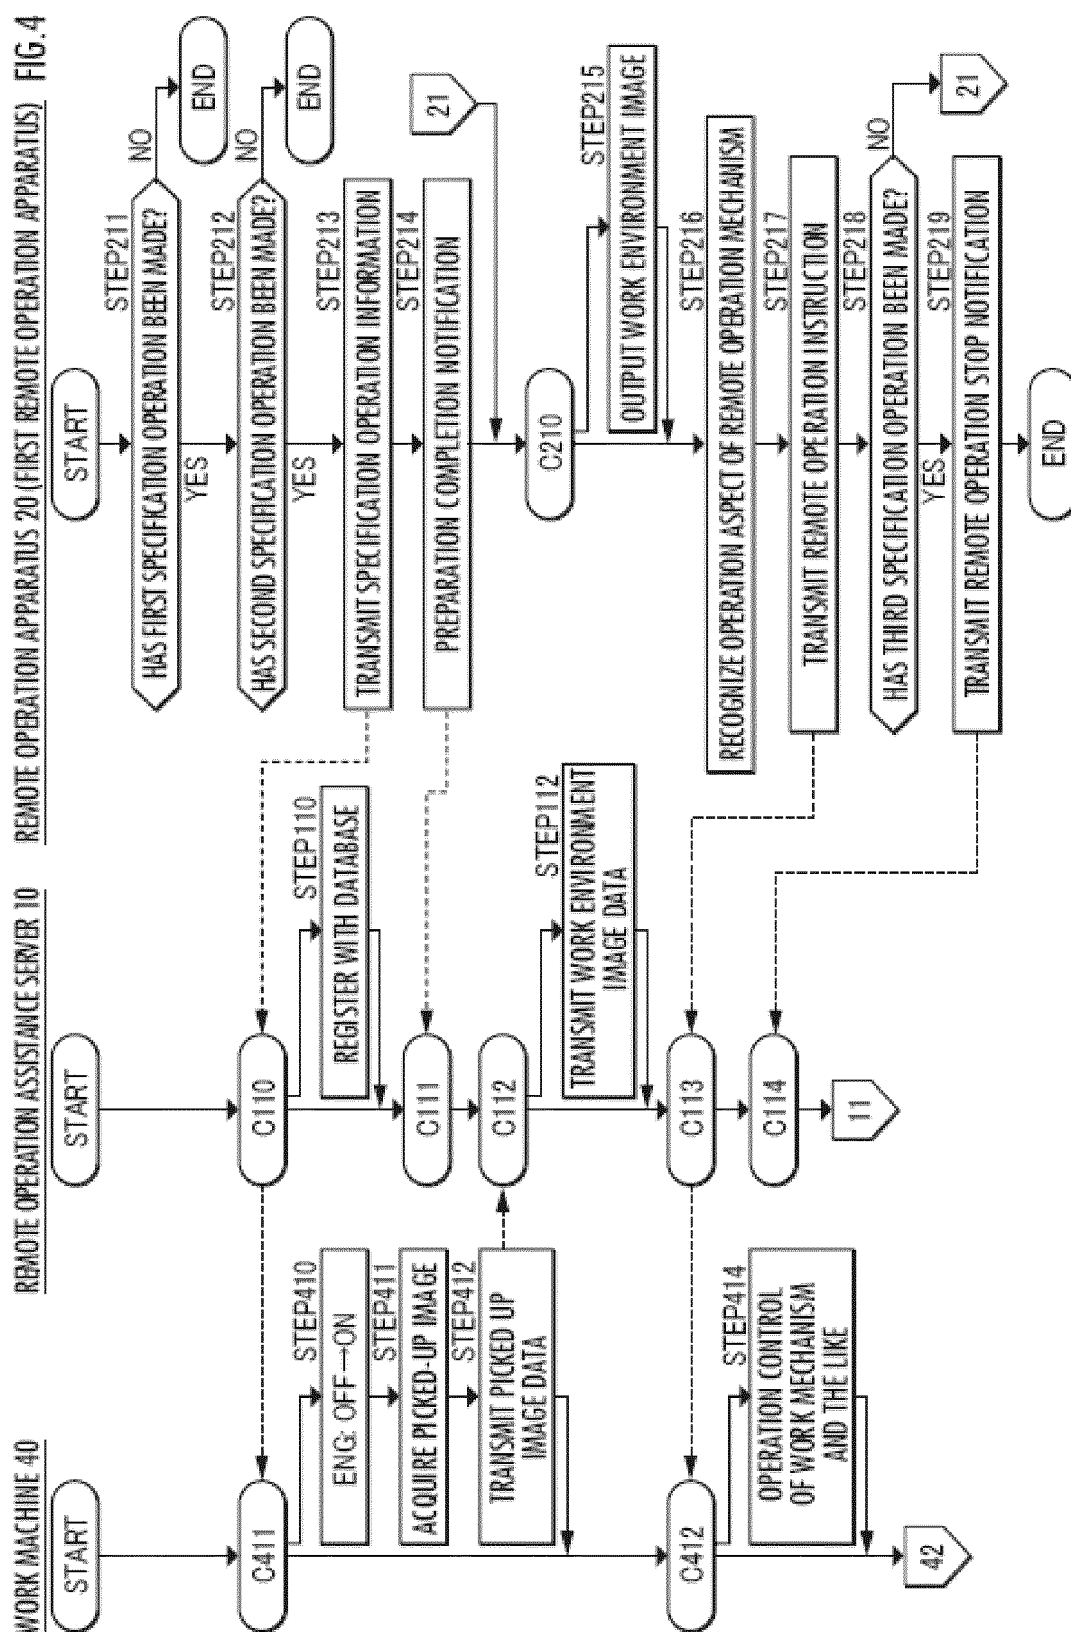 FIG.4
WORK MACHINE 40
START
C411
STEP410
ENG: OFF→ON
STEP411
ACQUIRE PICKED-UP IMAGE
STEP412
TRANSMIT PICKED UP
IMAGE DATA
C412
STEP414
OPERATION CONTROL
OF WORK MECHANISM
AND THE LIKE
42
REMOTE OPERATION ASSISTANCE SERVER 10
START
C110
STEP110
REGISTER WITH DATABASE
C111
C112
STEP112
TRANSMIT WORK ENVIRONMENT
IMAGE DATA
C113
C114
11
REMOTE OPERATION APPARATUS 20 (FIRST REMOTE OPERATION APPARATUS)
START
STEP211
HAS FIRST SPECIFICATION OPERATION BEEN MADE?
NO
END
YES
STEP212
HAS SECOND SPECIFICATION OPERATION BEEN MADE?
NO
END
YES
STEP213
TRANSMIT SPECIFICATION OPERATION INFORMATION
STEP214
PREPARATION COMPLETION NOTIFICATION
21
C210
STEP215
OUTPUT WORK ENVIRONMENT IMAGE
STEP216
RECOGNIZE OPERATION ASPECT OF REMOTE OPERATION MECHANISM
STEP217
TRANSMIT REMOTE OPERATION INSTRUCTION
STEP218
HAS THIRD SPECIFICATION OPERATION BEEN MADE?
NO
21
YES
STEP219
TRANSMIT REMOTE OPERATION STOP NOTIFICATION
END